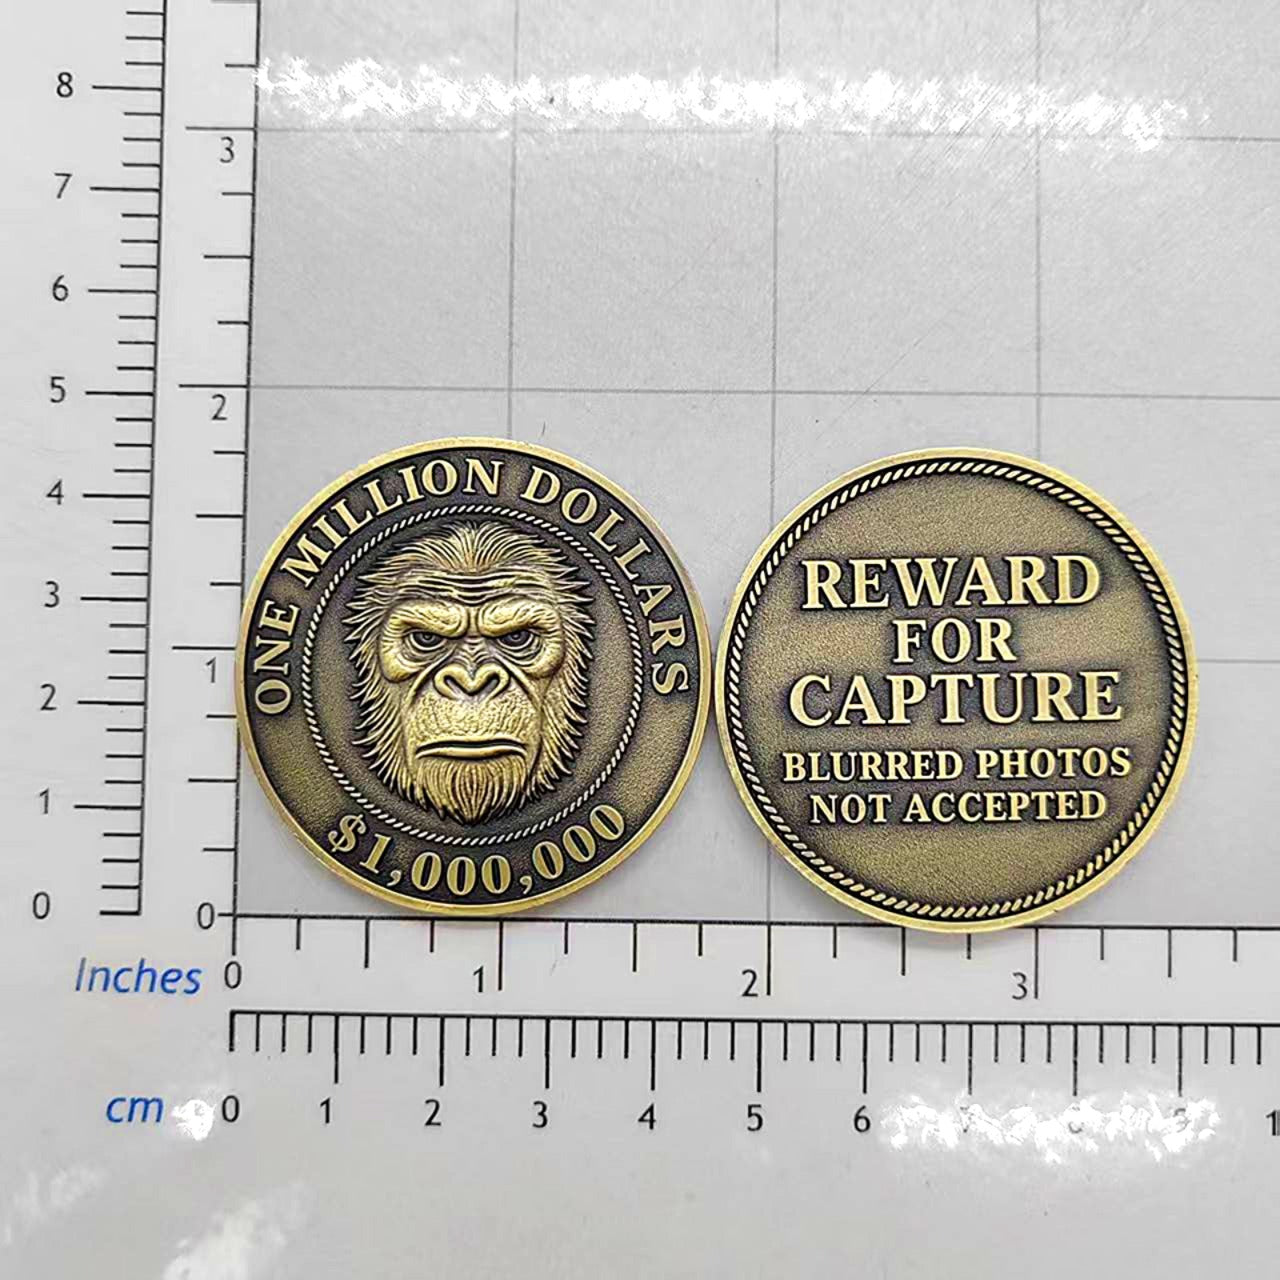 8
7
6
5
4
3
2
1
0
3
2
1
0
ONE MILLION DOLLARS
$1,000,000
REWARD
FOR
CAPTURE
BLURRED PHOTOS
NOT ACCEPTED
Inches 0 1 2 3
cm 0 1 2 3 4 5 6